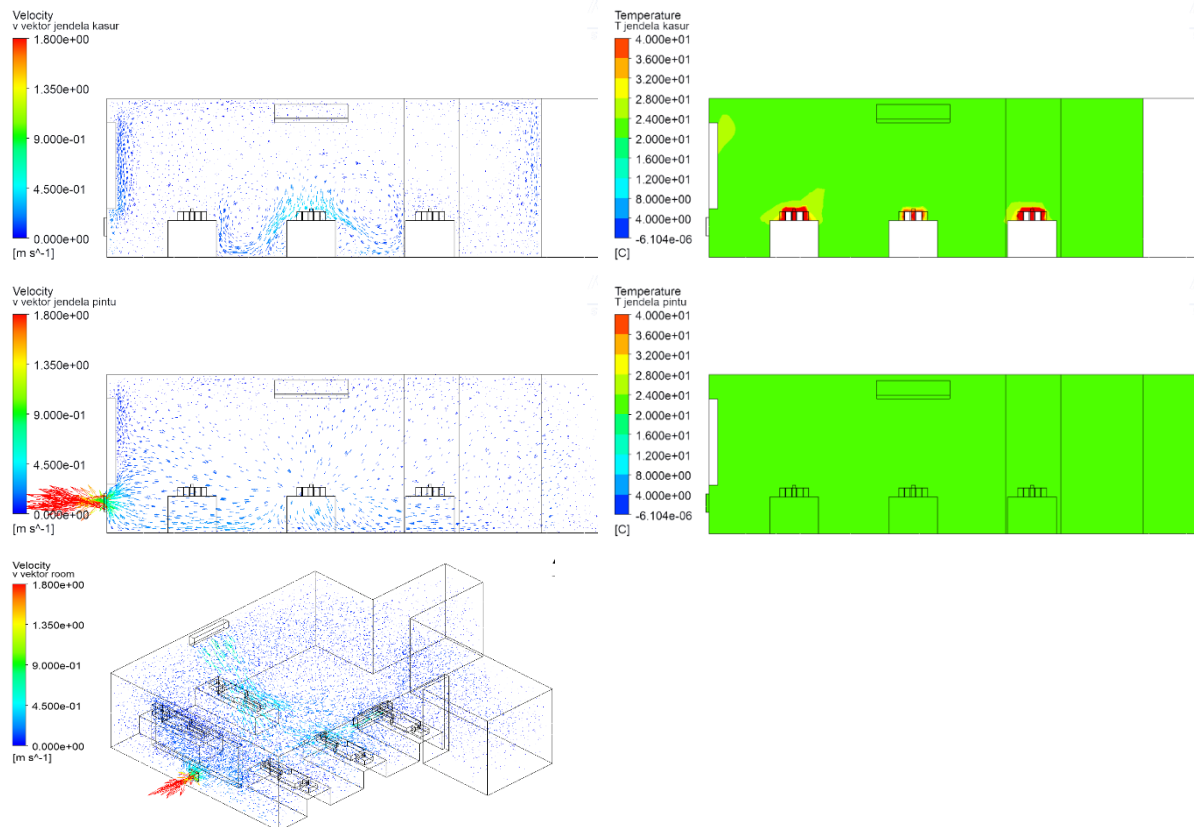 Velocity
v vektor jendela kasur
1.800e+00
1.350e+00
9.000e-01
4.500e-01
0.000e+00
[m s^-1]
Temperature
T jendela kasur
4.000e+01
3.600e+01
3.200e+01
2.800e+01
2.400e+01
2.000e+01
1.600e+01
1.200e+01
8.000e+00
4.000e+00
-6.104e-06
[C]
Velocity
v vektor jendela pintu
1.800e+00
1.350e+00
9.000e-01
4.500e-01
0.000e+00
[m s^-1]
Temperature
T jendela pintu
4.000e+01
3.600e+01
3.200e+01
2.800e+01
2.400e+01
2.000e+01
1.600e+01
1.200e+01
8.000e+00
4.000e+00
-6.104e-06
[C]
Velocity
v vektor room
1.800e+00
1.350e+00
9.000e-01
4.500e-01
0.000e+00
[m s^-1]